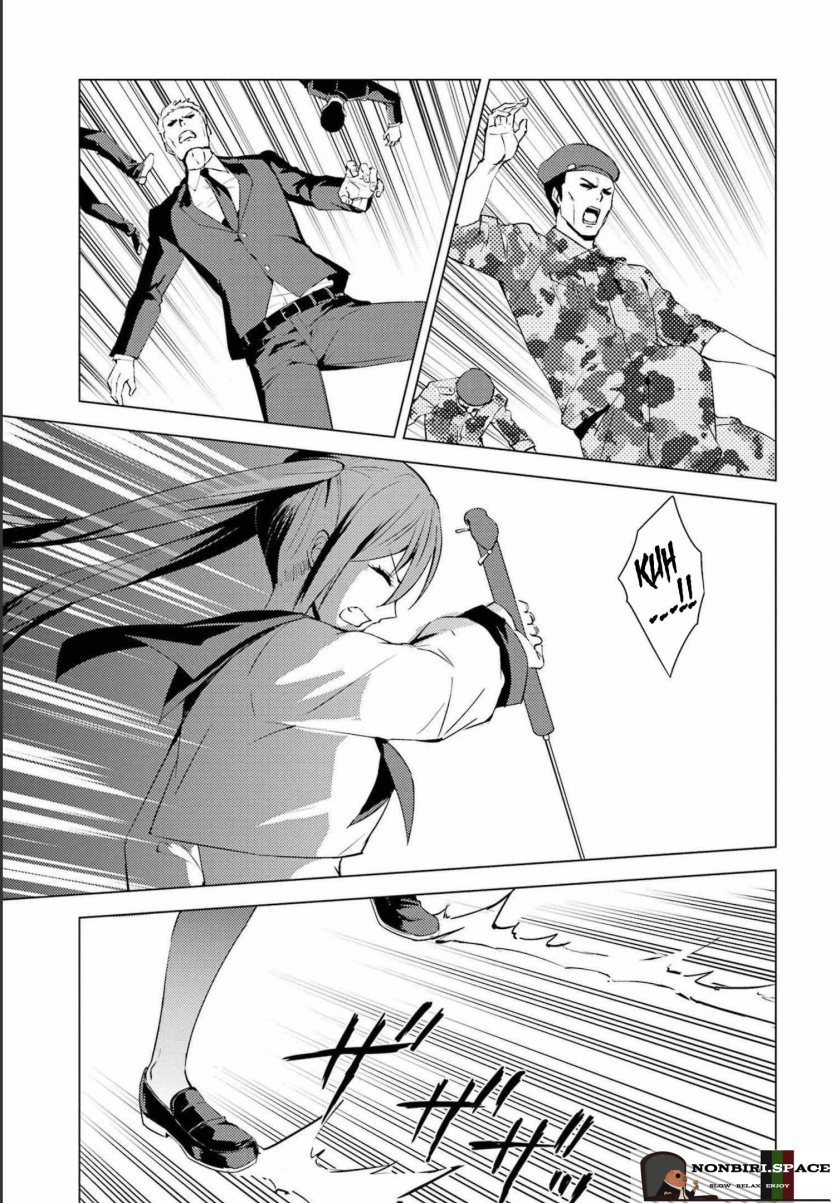 KUH
...!!
ザザザ
NONBIRI.SPACE
SLOW RELAX ENJOY